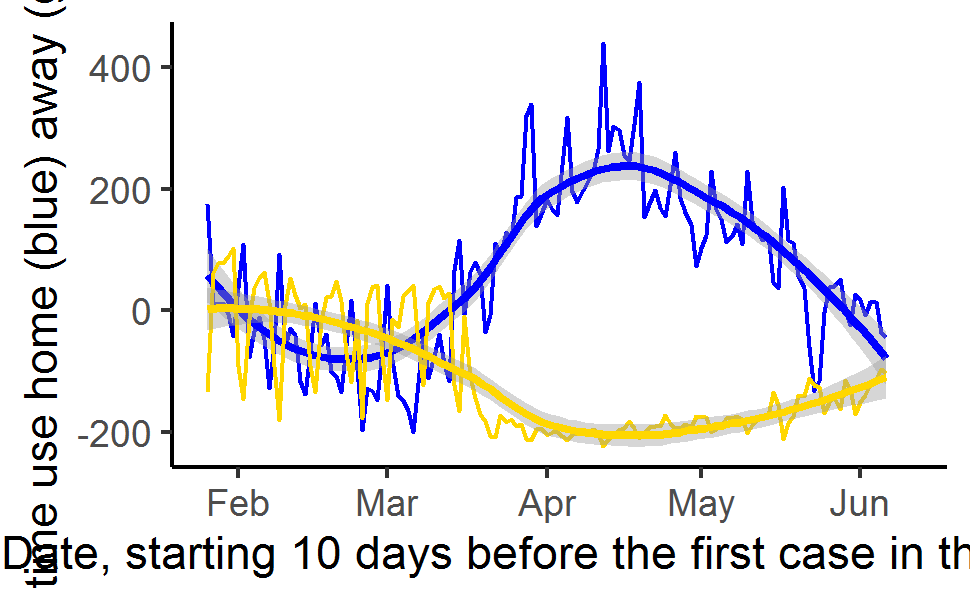 time use home (blue) away (
400
200
0
-200
Feb Mar Apr May Jun
Date, starting 10 days before the first case in th